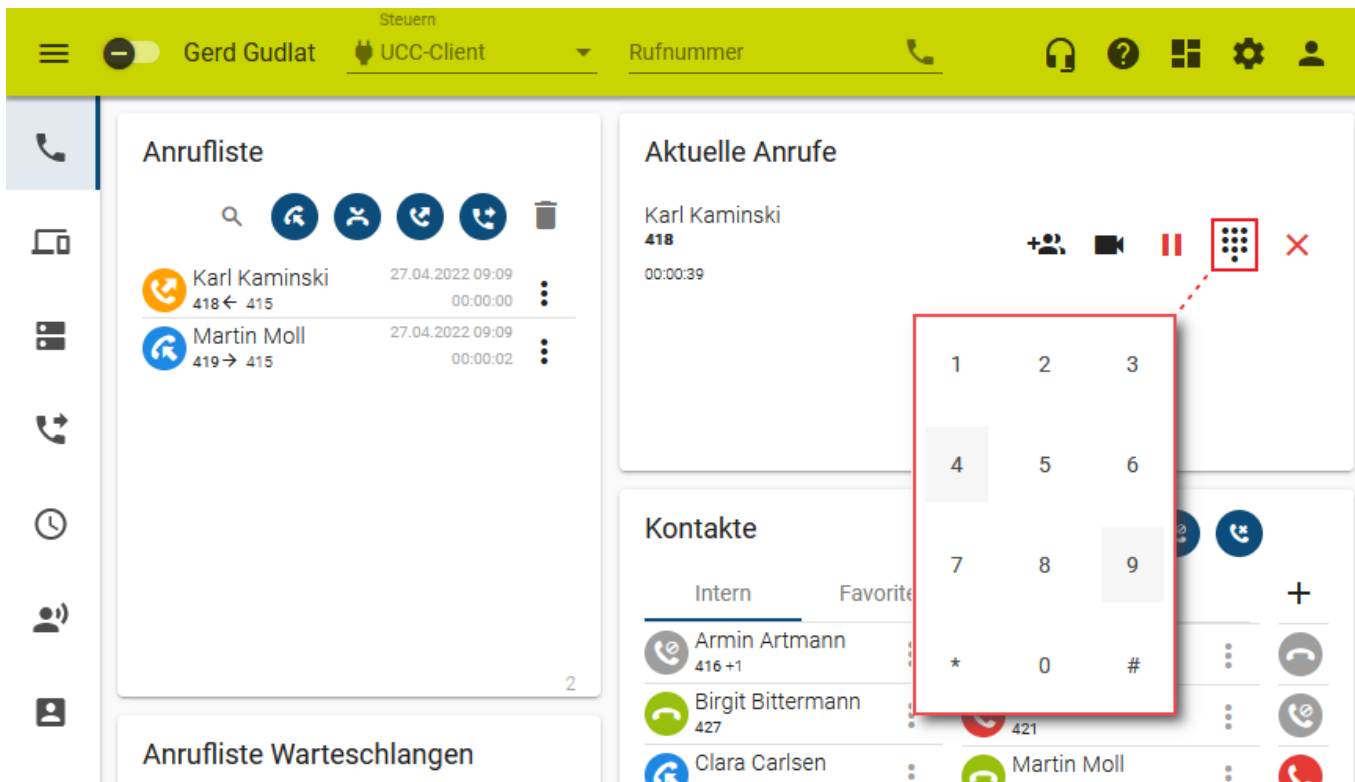 Steuern
Gerd Gudlat
UCC-Client
Rufnummer
Anrufliste
Karl Kaminski
27.04.2022 09:09
418 ← 415
00:00:00
Martin Moll
27.04.2022 09:09
419 → 415
00:00:02
2
Anrufliste Warteschlangen
Aktuelle Anrufe
Karl Kaminski
418
00:00:39
1 2 3
4 5 6
7 8 9
* 0 #
Kontakte
Intern
Armin Artmann
416 +1
Birgit Bittermann
427
421
Clara Carlsen
Martin Moll